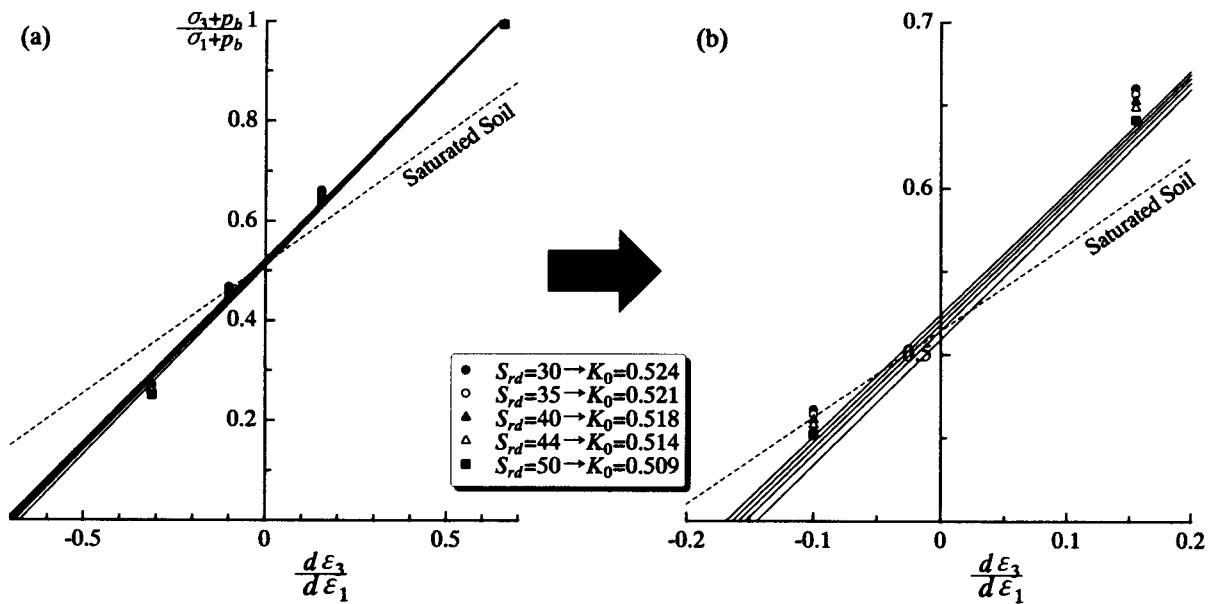 (a)
σ3+pb
σ1+pb
1
0.8
0.6
0.4
0.2
-0.5
0
0.5
Saturated Soil
dε3
dε1
(b)
0.7
0.6
0.5
-0.2
-0.1
0
0.1
0.2
Saturated Soil
dε3
dε1
● Srd=30→K0=0.524
○ Srd=35→K0=0.521
▲ Srd=40→K0=0.518
△ Srd=44→K0=0.514
■ Srd=50→K0=0.509